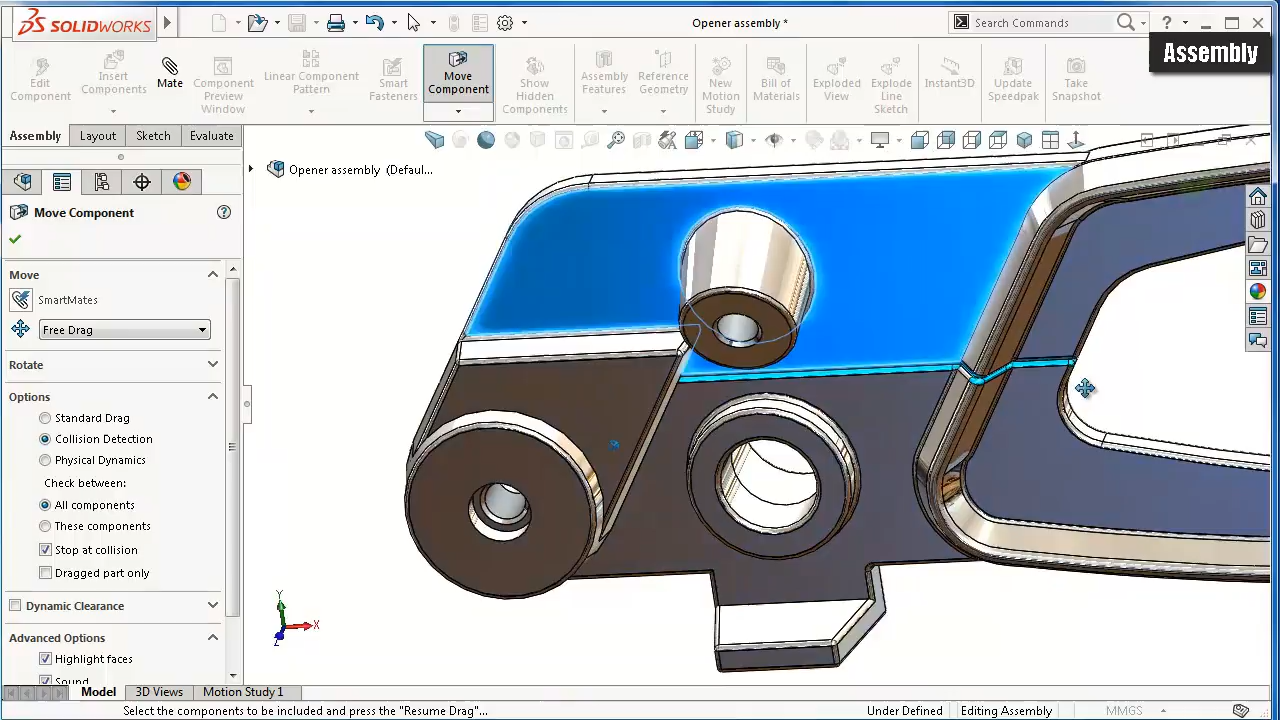 SOLIDWORKS
Opener assembly *
Search Commands
?
Assembly
Edit Component
Insert Components
Mate
Component Preview Window
Linear Component Pattern
Smart Fasteners
Move Component
Show Hidden Components
Assembly Features
Reference Geometry
New Motion Study
Bill of Materials
Exploded View
Explode Line Sketch
Instant3D
Update Speedpak
Take Snapshot
Assembly
Layout
Sketch
Evaluate
Opener assembly (Defaul...
Move Component
?
Move
SmartMates
Free Drag
Rotate
Options
Standard Drag
Collision Detection
Physical Dynamics
Check between:
All components
These components
Stop at collision
Dragged part only
Dynamic Clearance
Advanced Options
Highlight faces
Sound
Y
X
Z
Model
3D Views
Motion Study 1
Select the components to be included and press the "Resume Drag"...
Under Defined
Editing Assembly
MMGS